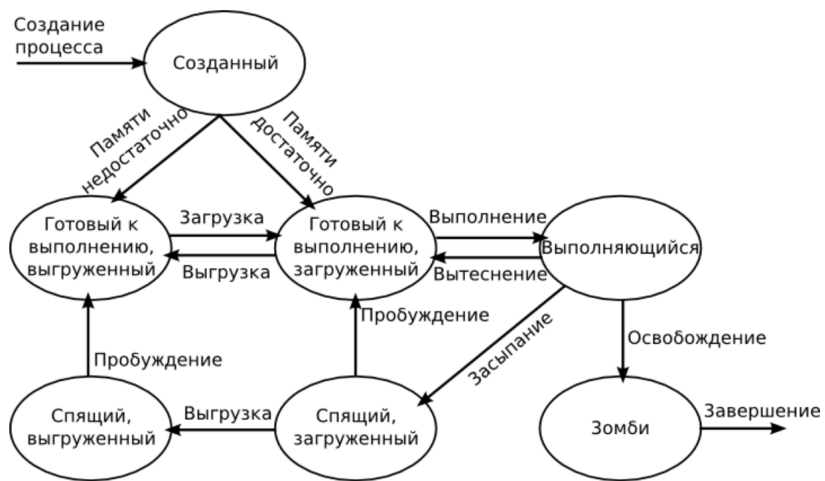 Создание
процесса
Созданный
Памяти
недостаточно
Памяти
достаточно
Готовый к
выполнению,
выгруженный
Загрузка
Выгрузка
Готовый к
выполнению,
загруженный
Выполнение
Вытеснение
Выполняющийся
Пробуждение
Пробуждение
Засыпание
Освобождение
Спящий,
выгруженный
Выгрузка
Спящий,
загруженный
Зомби
Завершение